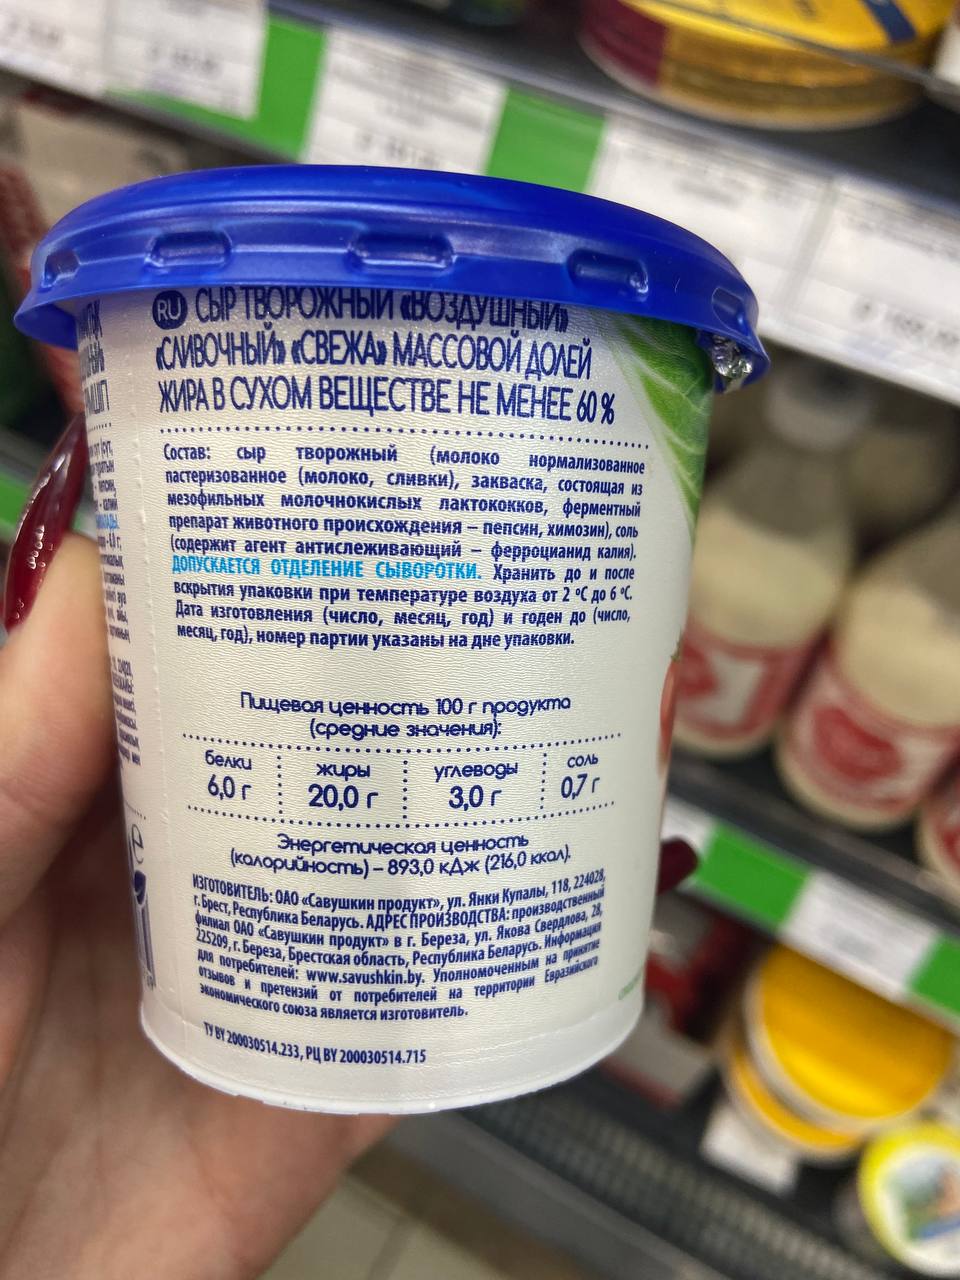 RU СЫР ТВОРОЖНЫЙ «ВОЗДУШНЫЙ»
«СЛИВОЧНЫЙ» «СВЕЖА» МАССОВОЙ ДОЛЕЙ
ЖИРА В СУХОМ ВЕЩЕСТВЕ НЕ МЕНЕЕ 60 %
Состав: сыр творожный (молоко нормализованное
пастеризованное (молоко, сливки), закваска, состоящая из
мезофильных молочнокислых лактококков, ферментный
препарат животного происхождения – пепсин, химозин), соль
(содержит агент антислеживающий – ферроцианид калия).
ДОПУСКАЕТСЯ ОТДЕЛЕНИЕ СЫВОРОТКИ. Хранить до и после
вскрытия упаковки при температуре воздуха от 2 °С до 6 °С.
Дата изготовления (число, месяц, год) и годен до (число,
месяц, год), номер партии указаны на дне упаковки.
Пищевая ценность 100 г продукта
(средние значения):
белки жиры углеводы соль
6,0 г 20,0 г 3,0 г 0,7 г
Энергетическая ценность
(калорийность) – 893,0 кДж (216,0 ккал).
ИЗГОТОВИТЕЛЬ: ОАО «Савушкин продукт», ул. Янки Купалы, 118, 224028,
г. Брест, Республика Беларусь. АДРЕС ПРОИЗВОДСТВА: производственный
филиал ОАО «Савушкин продукт» в г. Береза, ул. Якова Свердлова, 28,
225209, г. Береза, Брестская область, Республика Беларусь. Информация
для потребителей: www.savushkin.by. Уполномоченным на принятие
отзывов и претензий от потребителей на территории Евразийского
экономического союза является изготовитель.
ТУ BY 200030514.233, РЦ BY 200030514.715